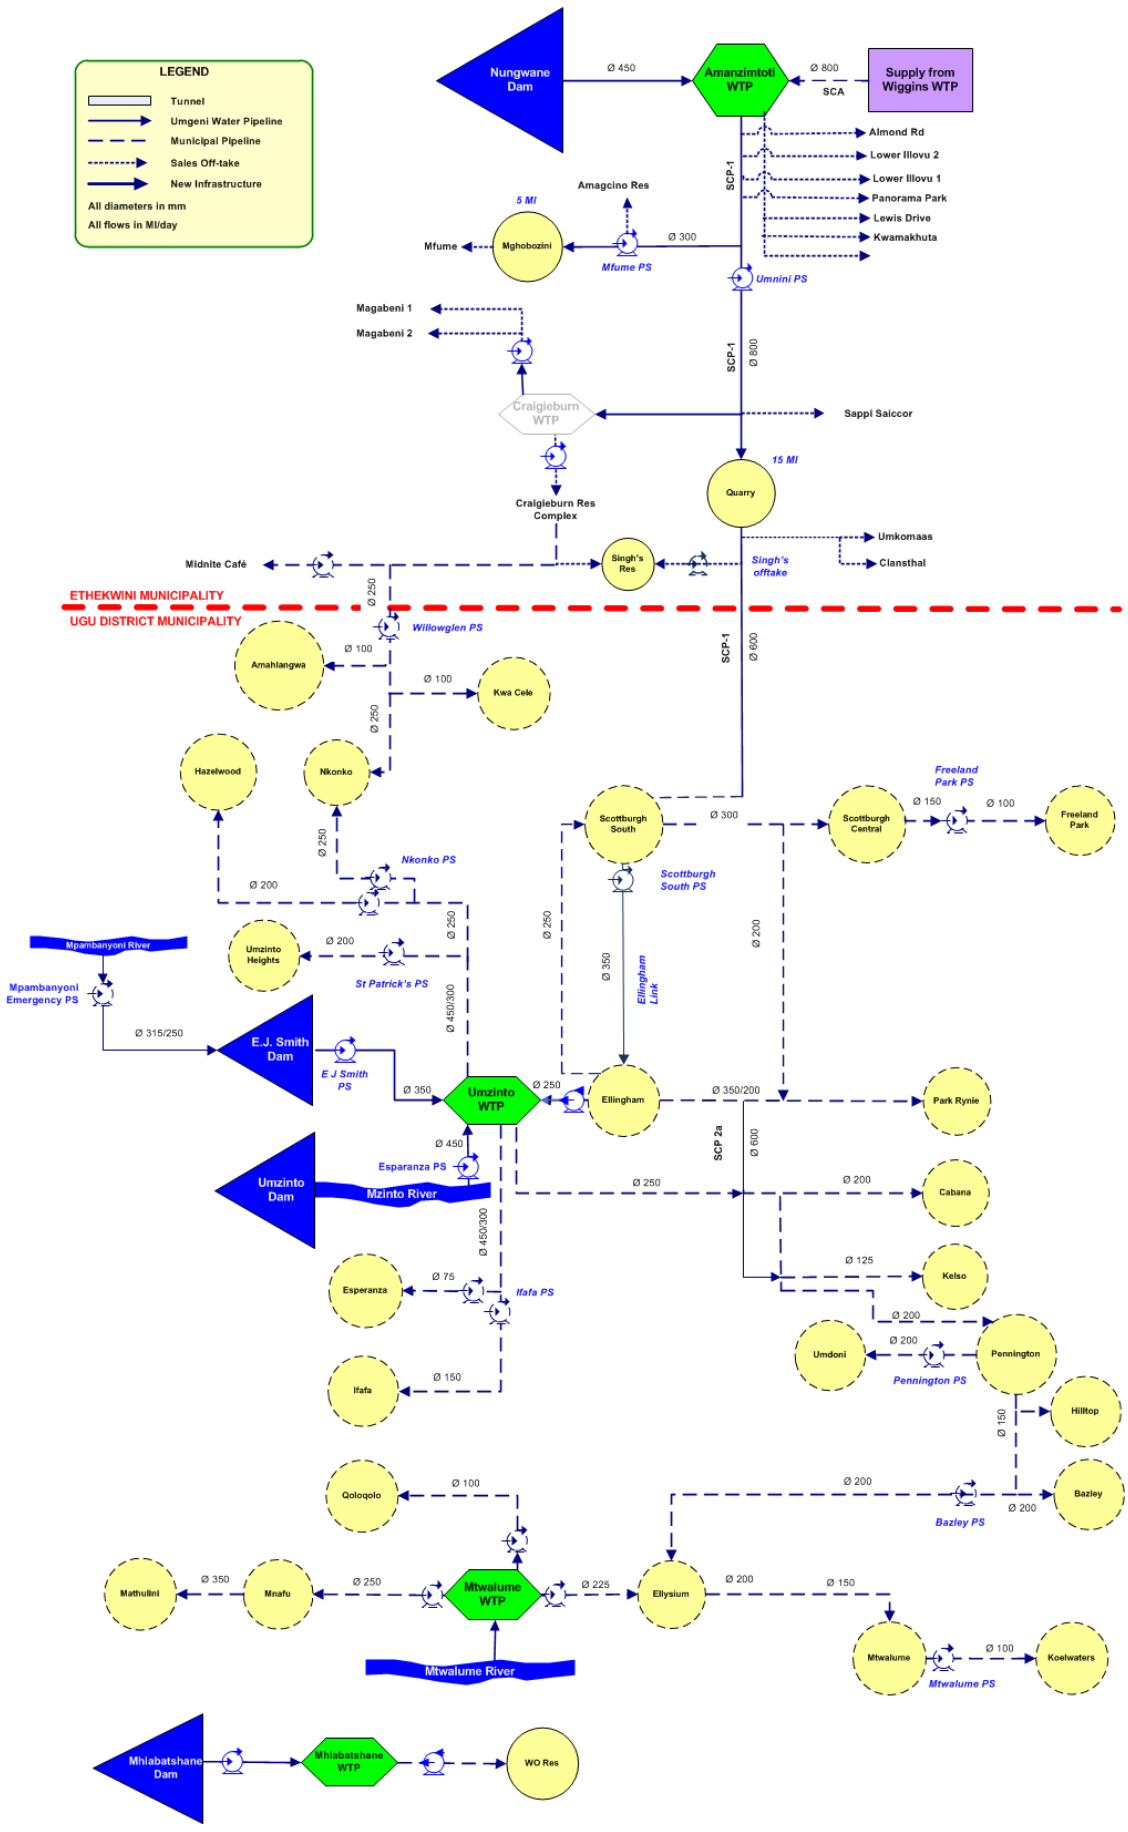 LEGEND
Tunnel
Umgeni Water Pipeline
Municipal Pipeline
Sales Off-take
New Infrastructure
All diameters in mm
All flows in Ml/day
Nungwane
Dam
Ø 450
Amanzimtoti
WTP
Ø 800
SCA
Supply from
Wiggins WTP
Almond Rd
Lower Illovu 2
Lower Illovu 1
Panorama Park
Lewis Drive
Kwamakhuta
SCP-1
Amagcino Res
5 Ml
Mfume
Mghobozini
Ø 300
Mfume PS
Umnini PS
Magabeni 1
Magabeni 2
SCP-1
Ø 800
Craigieburn
WTP
Sappi Saiccor
15 Ml
Quarry
Craigieburn Res
Complex
Umkomaas
Clansthal
Midnite Café
Singh's
Res
Singh's
offtake
Ø 250
ETHEKWINI MUNICIPALITY
UGU DISTRICT MUNICIPALITY
Willowglen PS
SCP-1
Ø 600
Amahlangwa
Ø 100
Ø 100
Kwa Cele
Ø 250
Hazelwood
Nkonko
Freeland
Park PS
Scottburgh
South
Ø 300
Scottburgh
Central
Ø 150
Ø 100
Freeland
Park
Ø 250
Nkonko PS
Scottburgh
South PS
Ø 200
Ø 250
Ø 250
Ø 200
Mpambanyoni River
Umzinto
Heights
Ø 200
St Patrick's PS
Ø 350
Ellingham
Link
Mpambanyoni
Emergency PS
Ø 315/250
Ø 450/300
E.J. Smith
Dam
E J Smith
PS
Ø 350
Umzinto
WTP
Ø 250
Ellingham
Ø 350/200
Park Rynie
SCP 2a
Ø 600
Ø 450
Esparanza PS
Umzinto
Dam
Mzinto River
Ø 250
Ø 200
Cabana
Ø 450/300
Esperanza
Ø 75
Ifafa PS
Ø 125
Kelso
Ø 200
Umdoni
Ø 200
Pennington
Pennington PS
Ifafa
Ø 150
Ø 150
Hilltop
Qoloqolo
Ø 100
Ø 200
Bazley PS
Ø 200
Bazley
Mathulini
Ø 350
Mnafu
Ø 250
Mtwalume
WTP
Ø 225
Ellysium
Ø 200
Ø 150
Mtwalume River
Mtwalume
Ø 100
Mtwalume PS
Koelwaters
Mhlabatshane
Dam
Mhlabatshane
WTP
WO Res